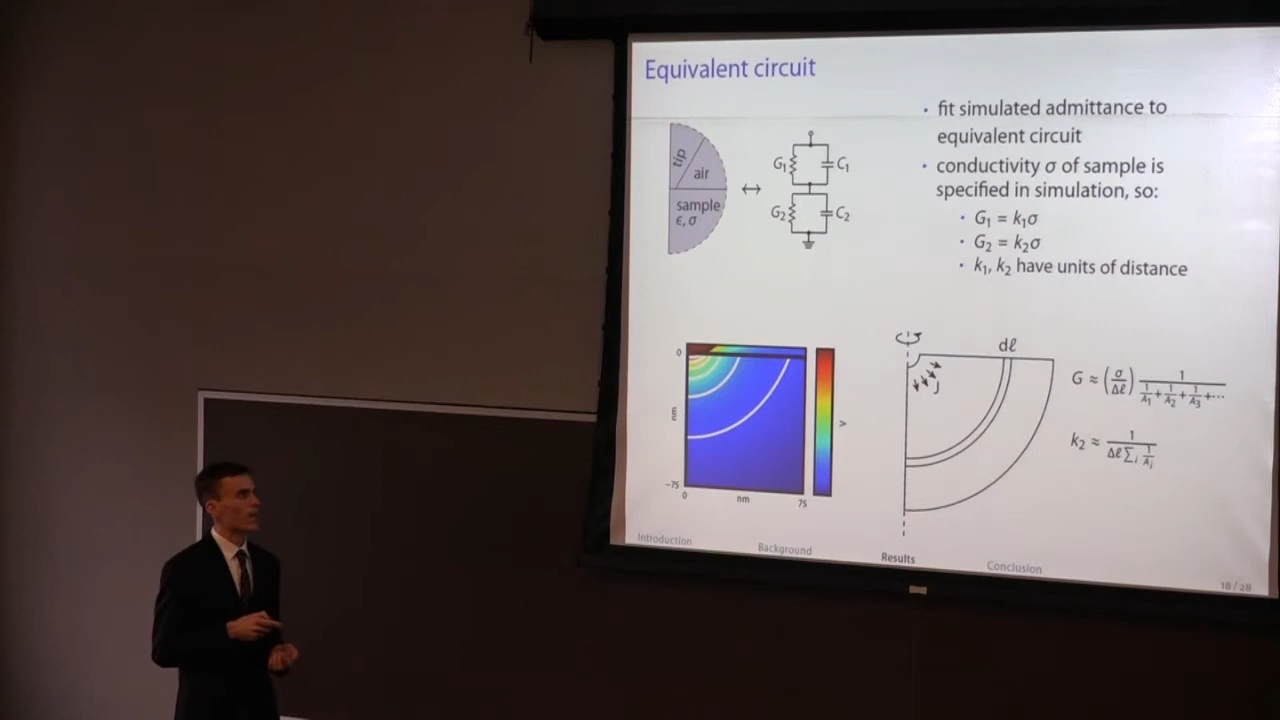 Equivalent circuit
• fit simulated admittance to
equivalent circuit
• conductivity σ of sample is
specified in simulation, so:
• G₁ = k₁σ
• G₂ = k₂σ
• k₁, k₂ have units of distance
tip
air
sample
ϵ, σ
↔
G₁
C₁
G₂
C₂
0
nm
−75
0
nm
75
V
dℓ
J
G ≈ (σ/Δℓ) 1/(1/A₁ + 1/A₂ + 1/A₃ + ⋯)
k₂ ≈ 1/(Δℓ ∑ᵢ 1/Aᵢ)
Introduction
Background
Results
Conclusion
18 / 28